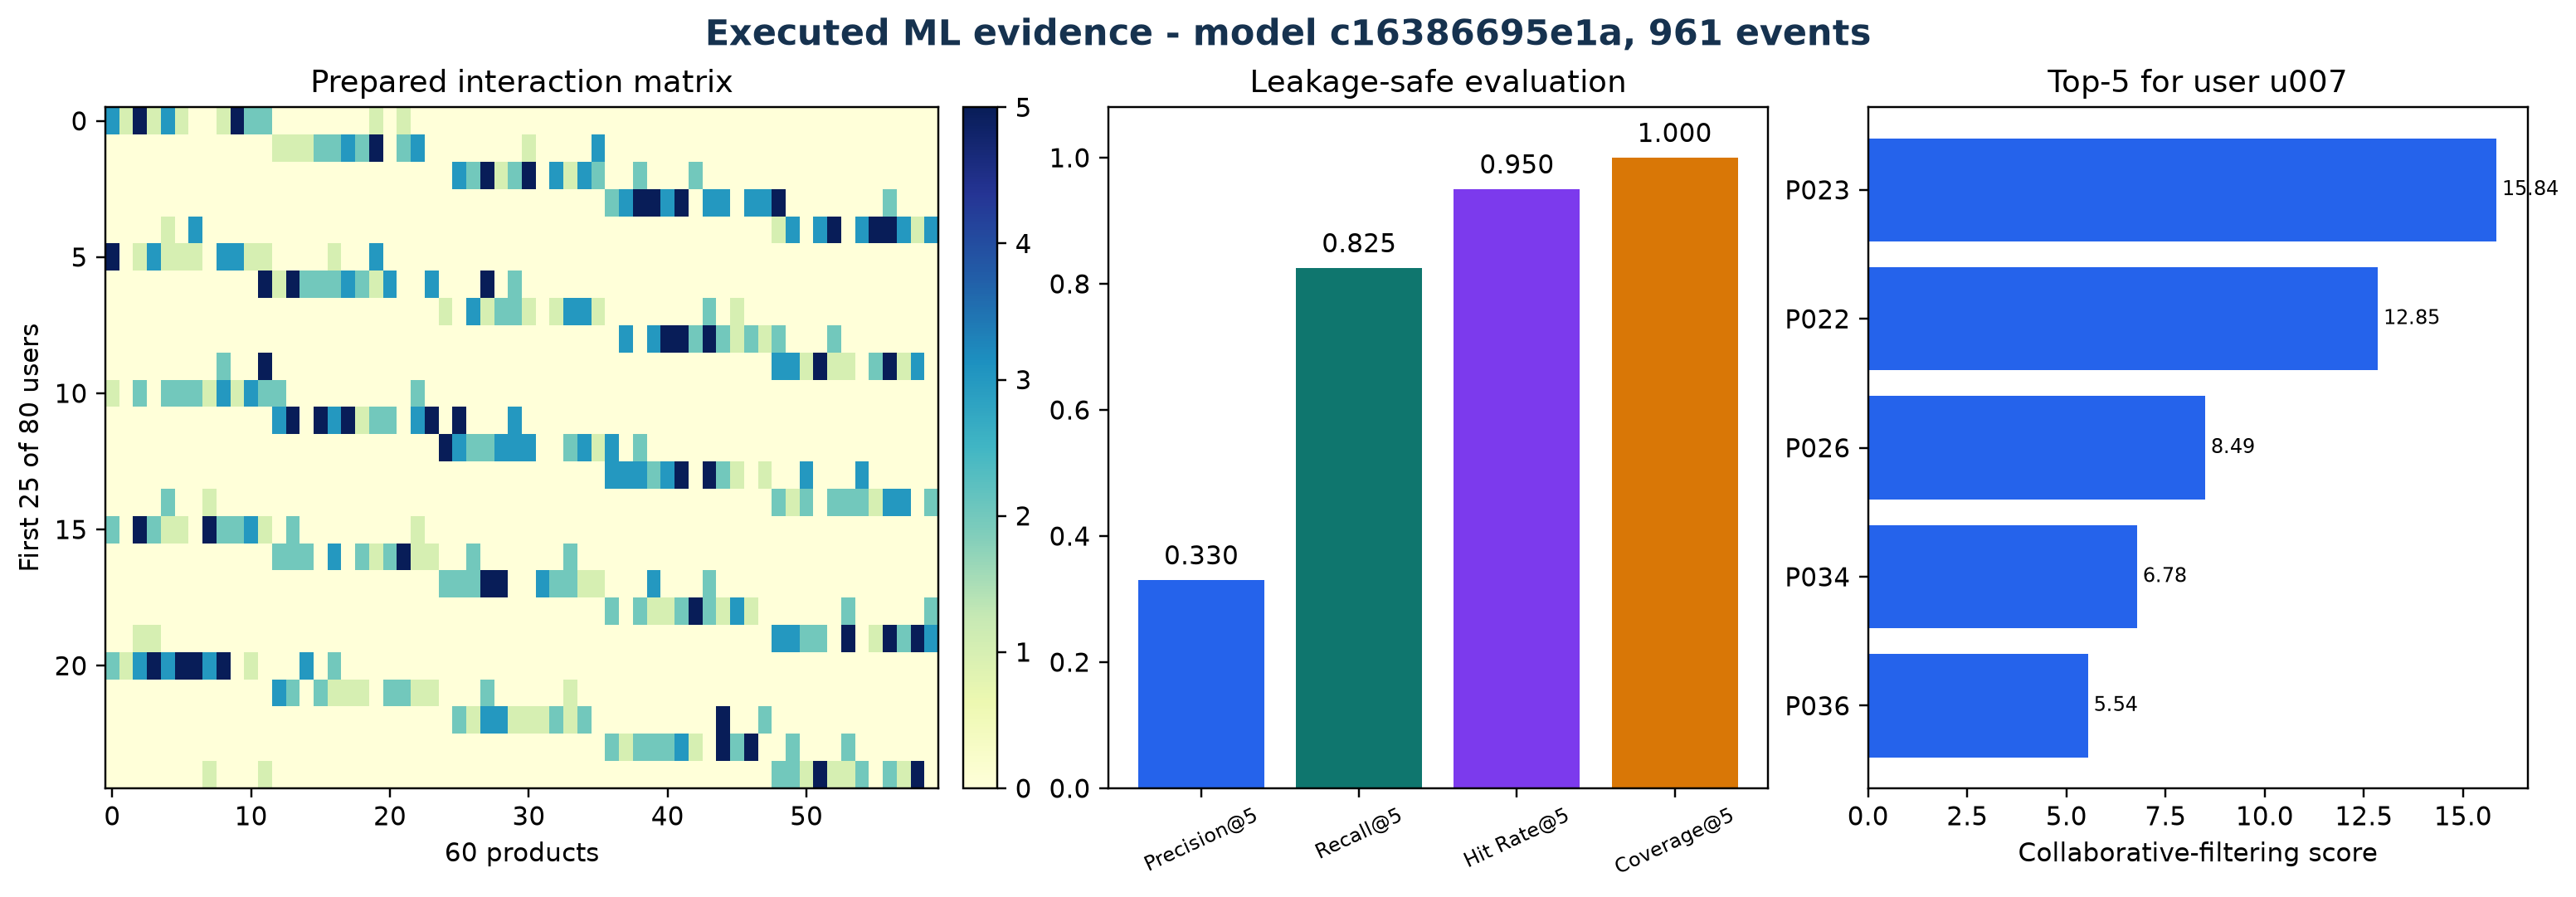 Executed ML evidence - model c16386695e1a, 961 events
Prepared interaction matrix
First 25 of 80 users
0
5
10
15
20
0 10 20 30 40 50
60 products
5
4
3
2
1
0
Leakage-safe evaluation
1.0
0.8
0.6
0.4
0.2
0.0
0.330
0.825
0.950
1.000
Precision@5
Recall@5
Hit Rate@5
Coverage@5
Top-5 for user u007
P023 15.84
P022 12.85
P026 8.49
P034 6.78
P036 5.54
0.0 2.5 5.0 7.5 10.0 12.5 15.0
Collaborative-filtering score